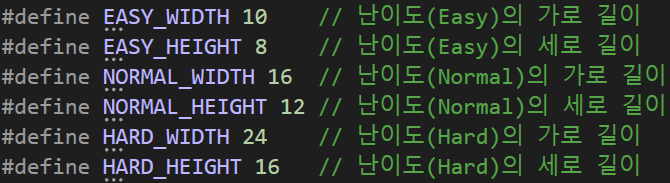 #define EASY_WIDTH 10 // 난이도(Easy)의 가로 길이
#define EASY_HEIGHT 8 // 난이도(Easy)의 세로 길이
#define NORMAL_WIDTH 16 // 난이도(Normal)의 가로 길이
#define NORMAL_HEIGHT 12 // 난이도(Normal)의 세로 길이
#define HARD_WIDTH 24 // 난이도(Hard)의 가로 길이
#define HARD_HEIGHT 16 // 난이도(Hard)의 세로 길이